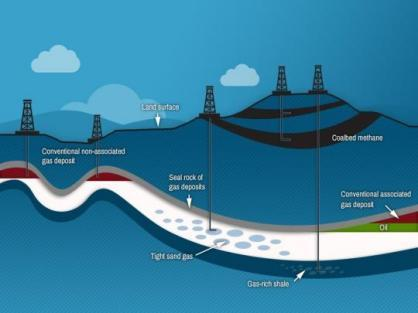 Land surface
Coalbed methane
Conventional non-associated
gas deposit
Seal rock of
gas deposits
Conventional associated
gas deposit
Oil
Tight sand gas
Gas-rich shale